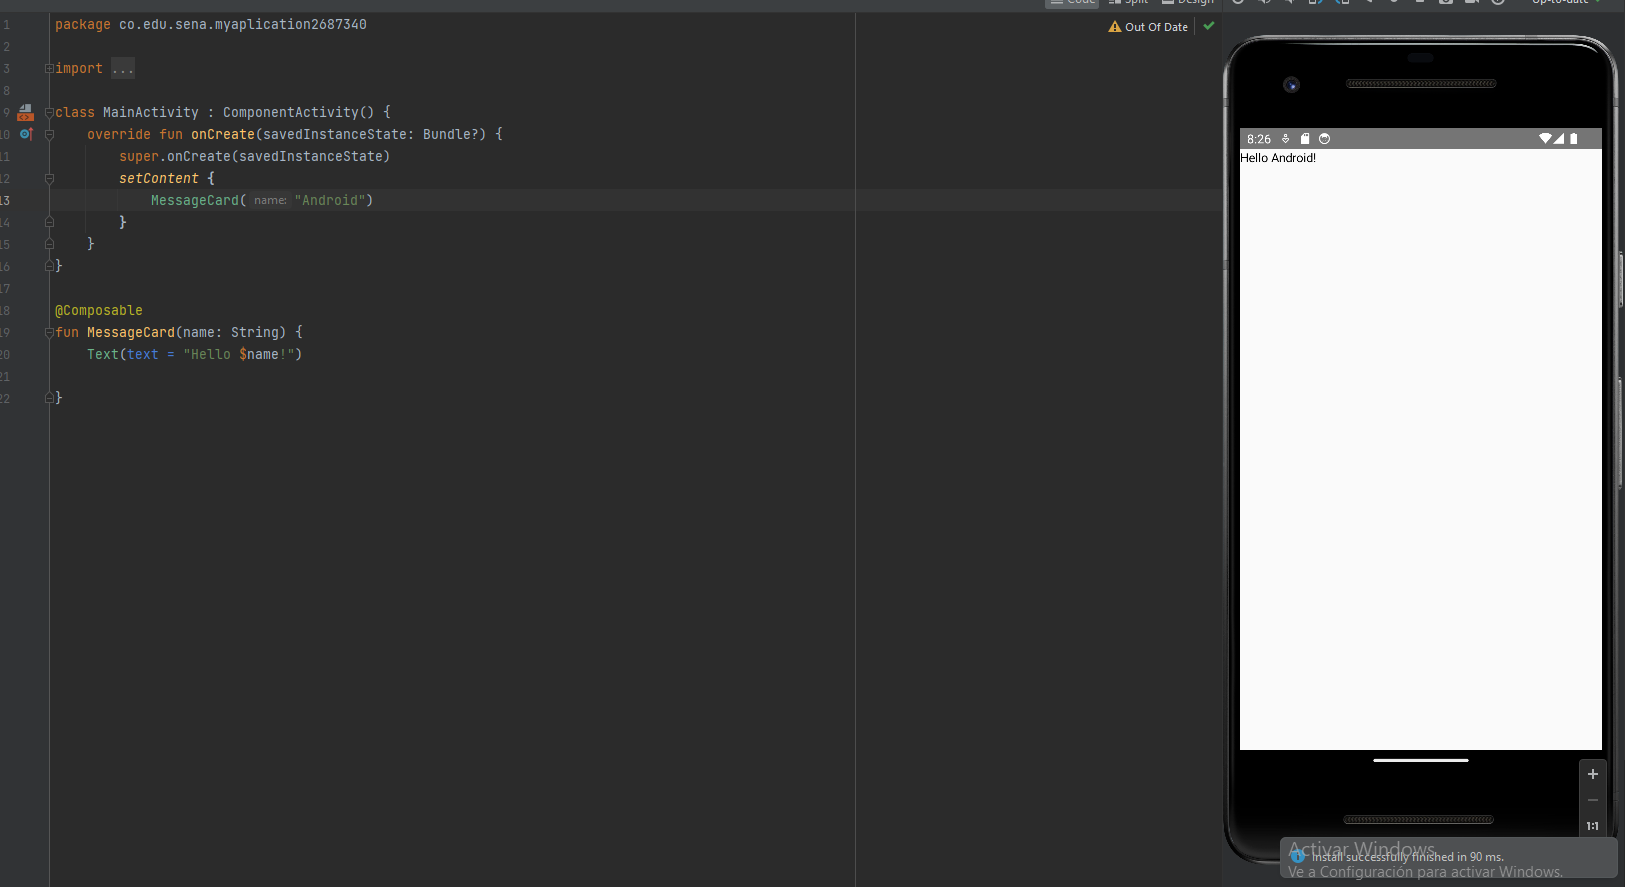 Code Split Design
Up-to-date
1 package co.edu.sena.myaplication2687340
Out Of Date
2
3 import ...
8
9 class MainActivity : ComponentActivity() {
10 override fun onCreate(savedInstanceState: Bundle?) {
11 super.onCreate(savedInstanceState)
12 setContent {
13 MessageCard( name: "Android")
14 }
15 }
16 }
17
18 @Composable
19 fun MessageCard(name: String) {
20 Text(text = "Hello $name!")
21
22 }
8:26
Hello Android!
1:1
Activar Windows
Install successfully finished in 90 ms.
Ve a Configuración para activar Windows.